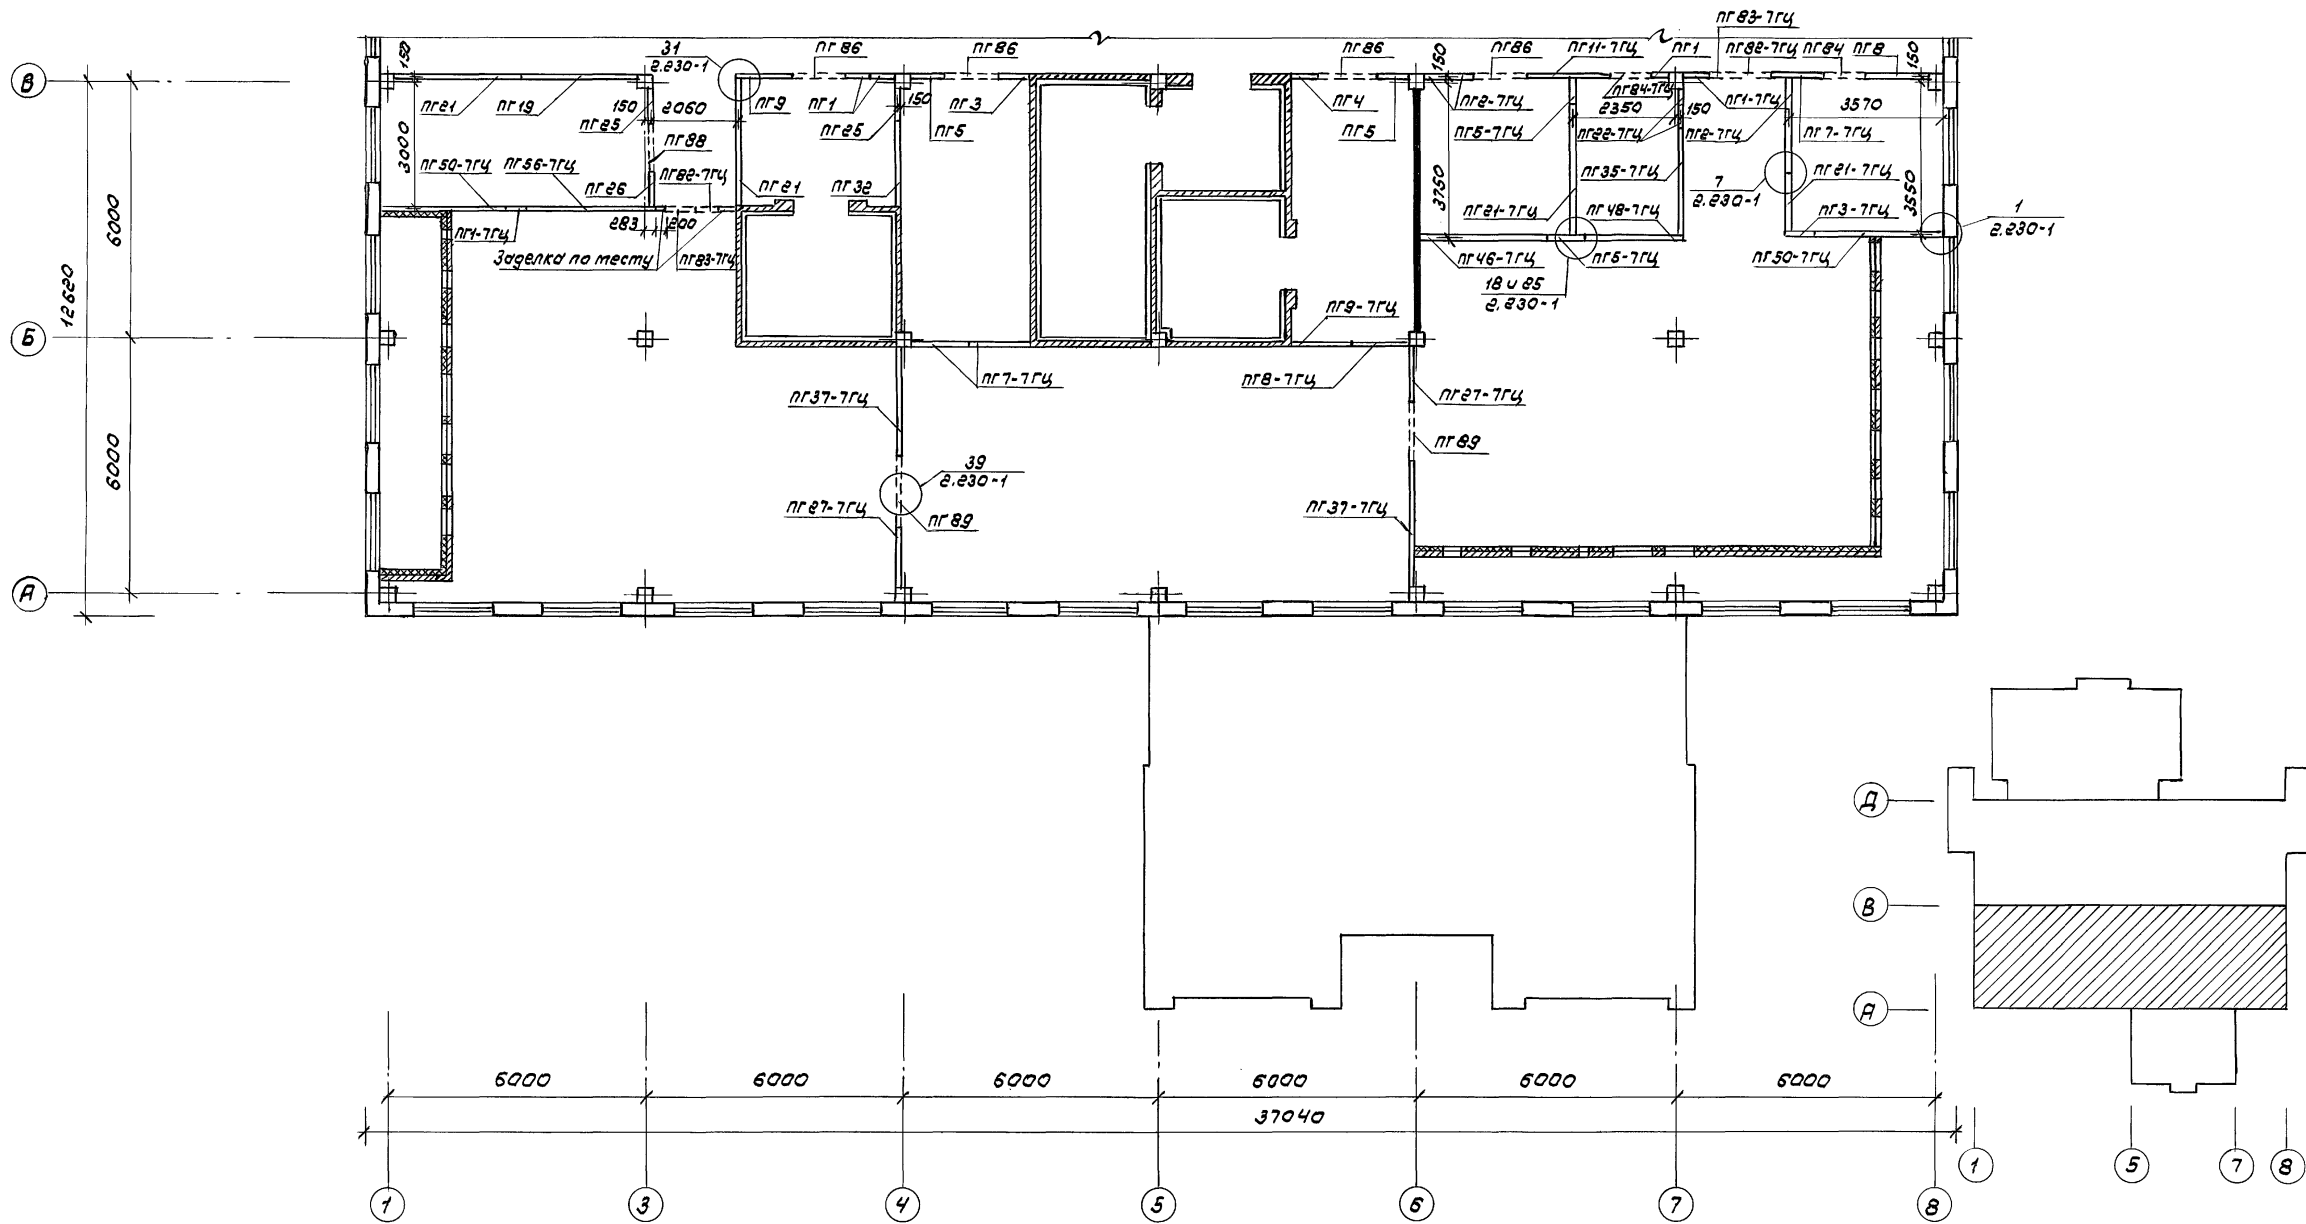 пг83-7гц
31
2.230-1
пг86
пг86
пг86
пг86
пг11-7гц
пг1
пг82-7гц
пг84
пг8
150
150
150
В
пг21
пг19
150
пг25
2060
пг9
пг1
пг25
150
пг5
пг3
пг4
пг5
пг2-7гц
пг84-7гц
2350
150
пг1-7гц
3570
пг5-7гц
пг22-7гц
пг2-7гц
пг7-7гц
3000
пг50-7гц
пг56-7гц
пг88
пг82-7гц
пг26
пг21
пг32
3750
пг35-7гц
7
2.230-1
пг21-7гц
3550
6000
пг1-7гц
283
200
пг21-7гц
пг48-7гц
пг3-7гц
1
2.230-1
Заделка по месту
пг83-7гц
пг46-7гц
пг5-7гц
пг50-7гц
18 и 85
2.230-1
12620
пг9-7гц
Б
пг7-7гц
пг8-7гц
пг37-7гц
пг27-7гц
6000
пг89
39
2.230-1
пг27-7гц
пг89
пг37-7гц
А
Д
В
А
6000
6000
6000
6000
6000
6000
37040
1
5
7
8
1
3
4
5
6
7
8